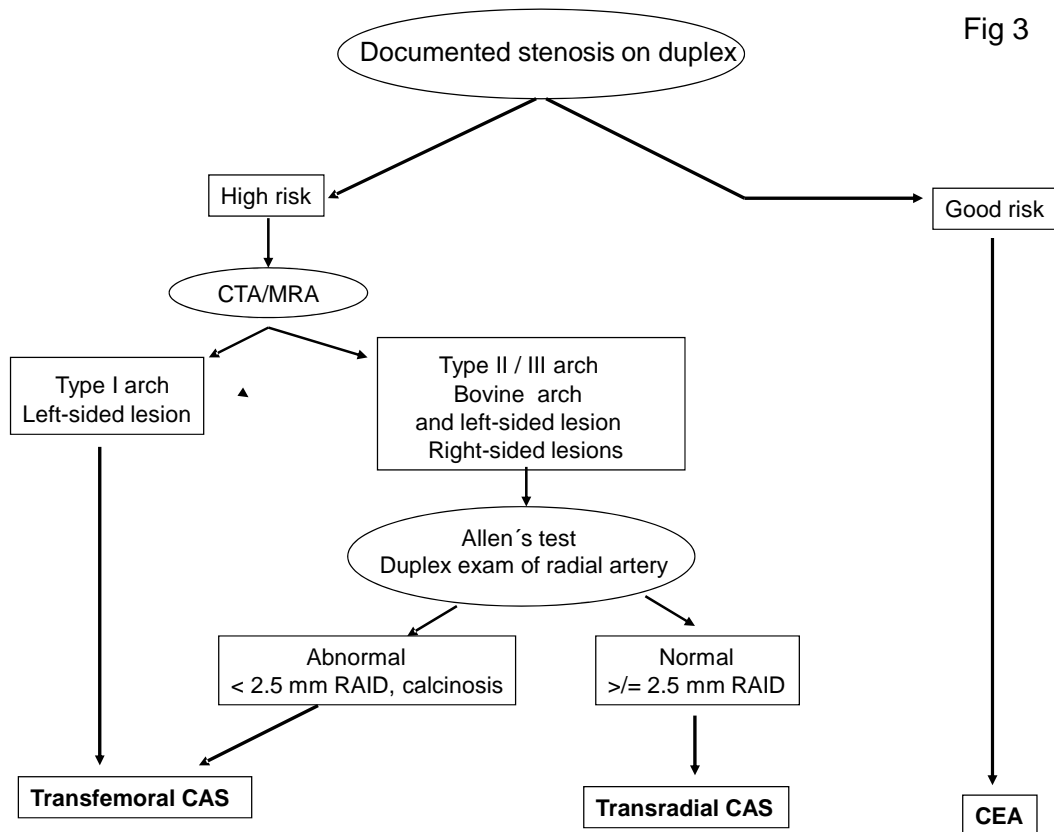 Fig 3
Documented stenosis on duplex
High risk
Good risk
CTA/MRA
Type I arch
Left-sided lesion
Type II / III arch
Bovine arch
and left-sided lesion
Right-sided lesions
Allen´s test
Duplex exam of radial artery
Abnormal
< 2.5 mm RAID, calcinosis
Normal
>/= 2.5 mm RAID
Transfemoral CAS
Transradial CAS
CEA